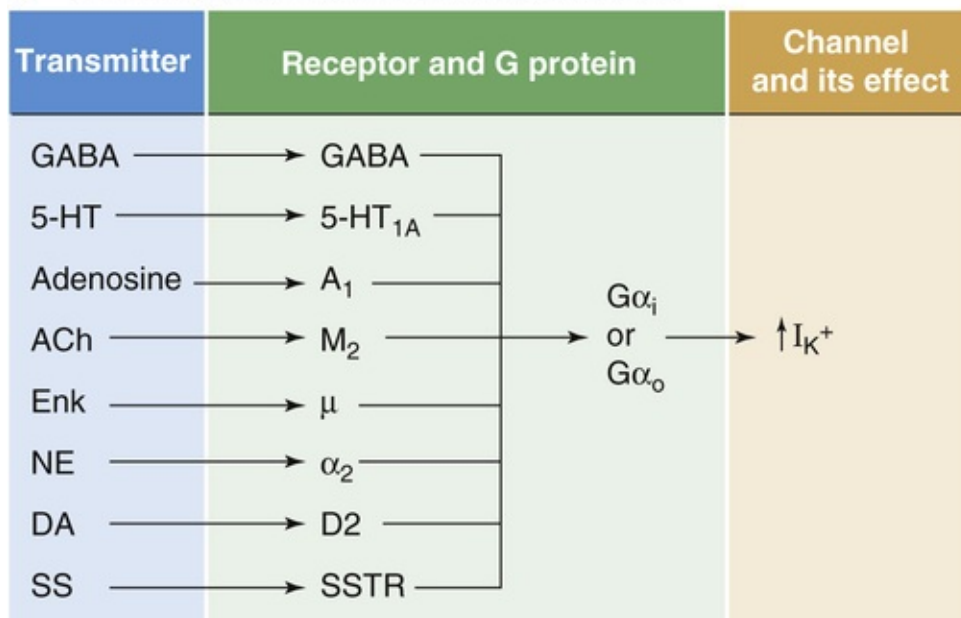 Transmitter
Receptor and G protein
Channel
and its effect
GABA → GABA
5-HT → 5-HT₁A
Adenosine → A₁
ACh → M₂
Enk → μ
NE → α₂
DA → D2
SS → SSTR
Gαᵢ
or
Gαₒ
↑I_K⁺